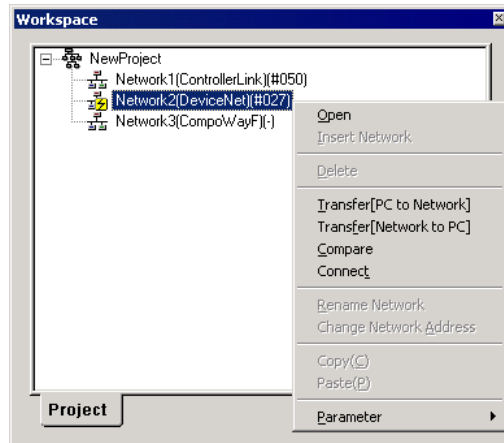 Workspace
NewProject
Network1(ControllerLink)(#050)
Network2(DeviceNet)(#027)
Network3(CompoWayF)(-)
Open
Insert Network
Delete
Transfer[PC to Network]
Transfer[Network to PC]
Compare
Connect
Rename Network
Change Network Address
Copy(C)
Paste(P)
Parameter
Project